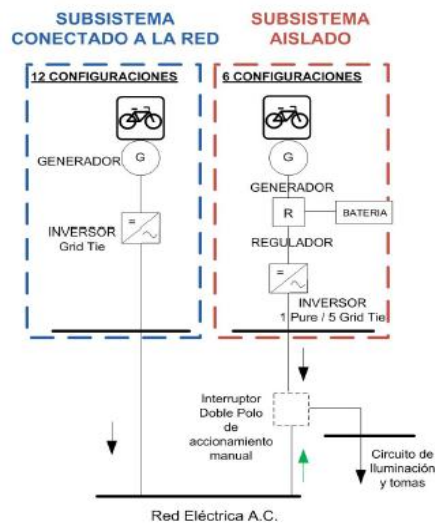 SUBSISTEMA
CONECTADO A LA RED
12 CONFIGURACIONES
GENERADOR
G
INVERSOR
Grid Tie
=
~
SUBSISTEMA
AISLADO
6 CONFIGURACIONES
G
GENERADOR
R
BATERIA
REGULADOR
=
~
INVERSOR
1 Pure / 5 Grid Tie
Interruptor
Doble Polo
de
accionamiento
manual
Circuito de
Iluminación
y tomas
Red Eléctrica A.C.